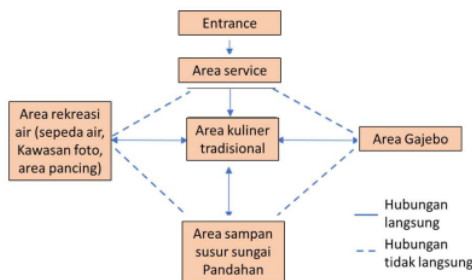 Entrance
Area service
Area rekreasi
air (sepeda air,
Kawasan foto,
area pancing)
Area kuliner
tradisional
Area Gajebo
Area sampan
susur sungai
Pandahan
Hubungan
langsung
Hubungan
tidak langsung